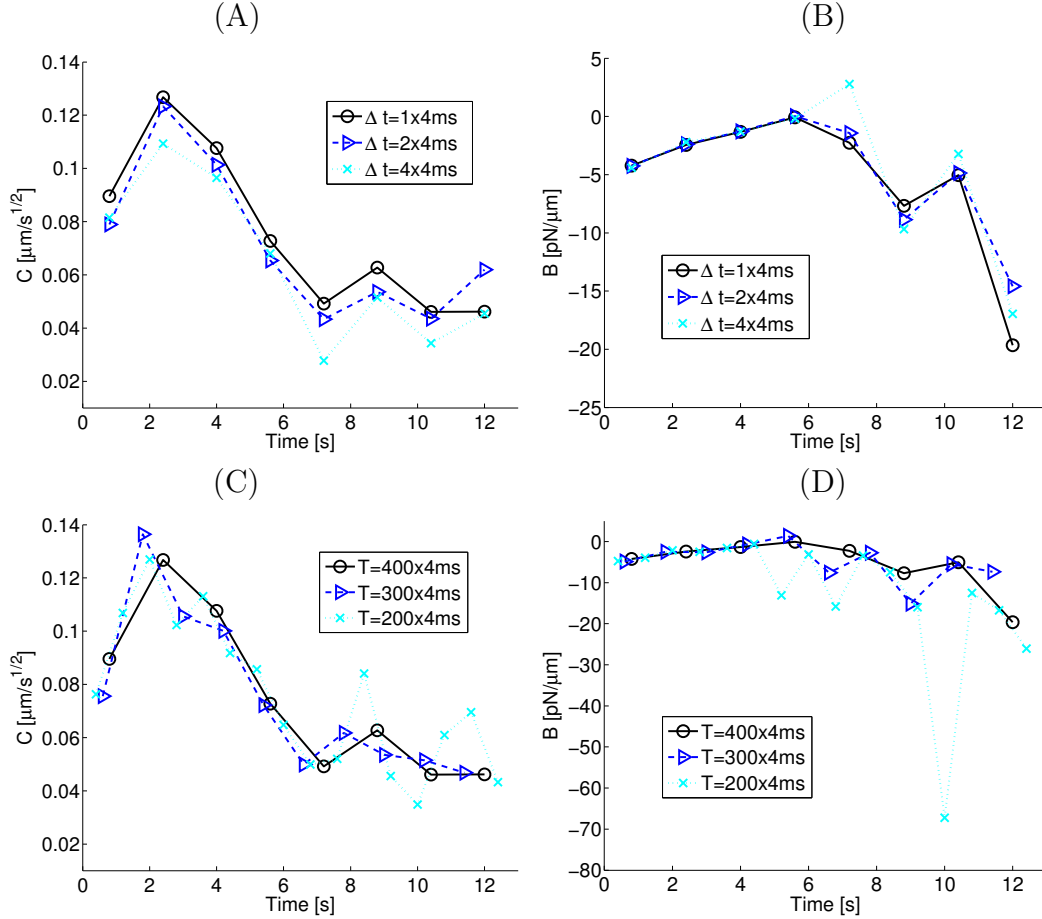 (A)
0.14
0.12
0.1
0.08
0.06
0.04
0.02
C [μm/s^{1/2}]
Δ t=1x4ms
Δ t=2x4ms
Δ t=4x4ms
0 2 4 6 8 10 12
Time [s]
(B)
5
0
−5
−10
−15
−20
−25
B [pN/μm]
Δ t=1x4ms
Δ t=2x4ms
Δ t=4x4ms
0 2 4 6 8 10 12
Time [s]
(C)
0.14
0.12
0.1
0.08
0.06
0.04
0.02
C [μm/s^{1/2}]
T=400x4ms
T=300x4ms
T=200x4ms
0 2 4 6 8 10 12
Time [s]
(D)
0
−10
−20
−30
−40
−50
−60
−70
−80
B [pN/μm]
T=400x4ms
T=300x4ms
T=200x4ms
0 2 4 6 8 10 12
Time [s]